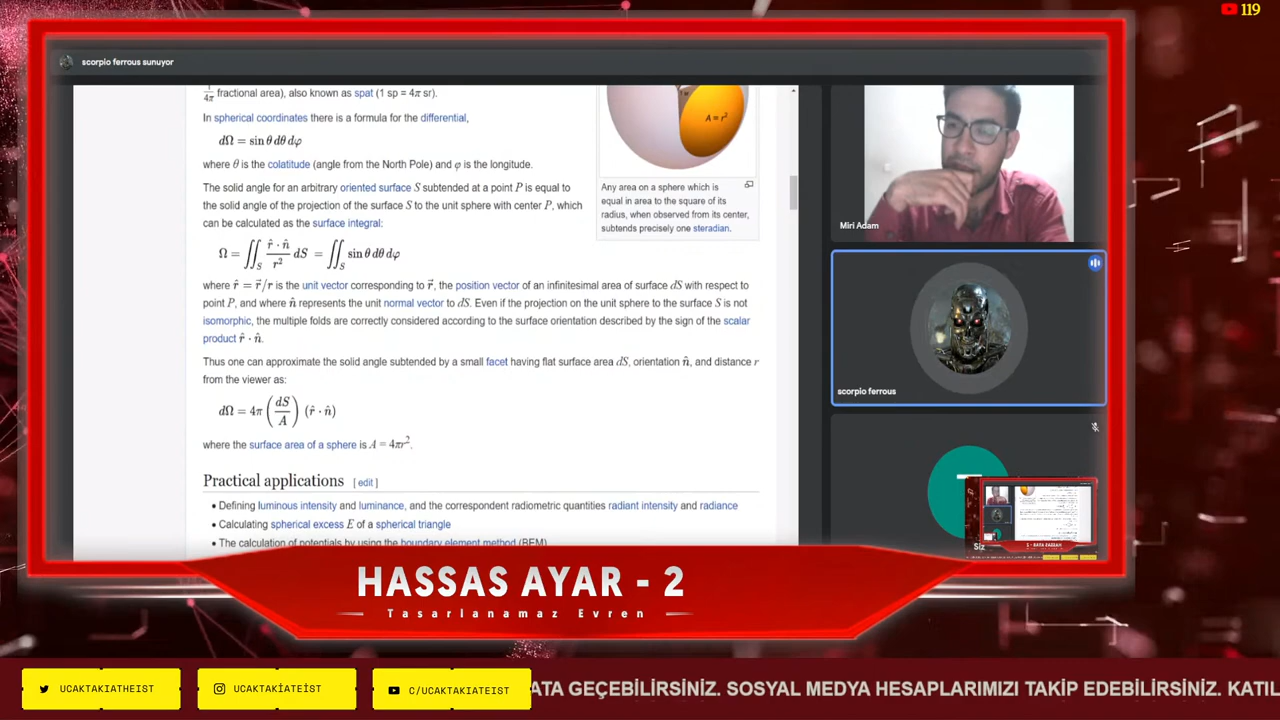 119
scorpio ferrous sunuyor
1/4π fractional area), also known as spat (1 sp = 4π sr).
In spherical coordinates there is a formula for the differential,
dΩ = sin θ dθ dφ
where θ is the colatitude (angle from the North Pole) and φ is the longitude.
The solid angle for an arbitrary oriented surface S subtended at a point P is equal to
the solid angle of the projection of the surface S to the unit sphere with center P, which
can be calculated as the surface integral:
Ω = ∬_S (r̂ · n̂)/r² dS = ∬_S sin θ dθ dφ
where r̂ = r⃗/r is the unit vector corresponding to r⃗, the position vector of an infinitesimal area of surface dS with respect to
point P, and where n̂ represents the unit normal vector to dS. Even if the projection on the unit sphere to the surface S is not
isomorphic, the multiple folds are correctly considered according to the surface orientation described by the sign of the scalar
product r̂ · n̂.
Thus one can approximate the solid angle subtended by a small facet having flat surface area dS, orientation n̂, and distance r
from the viewer as:
dΩ = 4π (dS/A) (r̂ · n̂)
where the surface area of a sphere is A = 4πr².
Practical applications [ edit ]
• Defining luminous intensity and luminance, and the correspondent radiometric quantities radiant intensity and radiance
• Calculating spherical excess E of a spherical triangle
• The calculation of potentials by using the boundary element method (BEM)
A = r²
Any area on a sphere which is
equal in area to the square of its
radius, when observed from its center,
subtends precisely one steradian.
Miri Adam
scorpio ferrous
Siz
HASSAS AYAR - 2
Tasarlanamaz Evren
UCAKTAKIATHEIST
UCAKTAKİATEİST
C/UCAKTAKIATEIST
ATA GEÇEBİLİRSİNİZ. SOSYAL MEDYA HESAPLARIMIZI TAKİP EDEBİLİRSİNİZ. KATIL